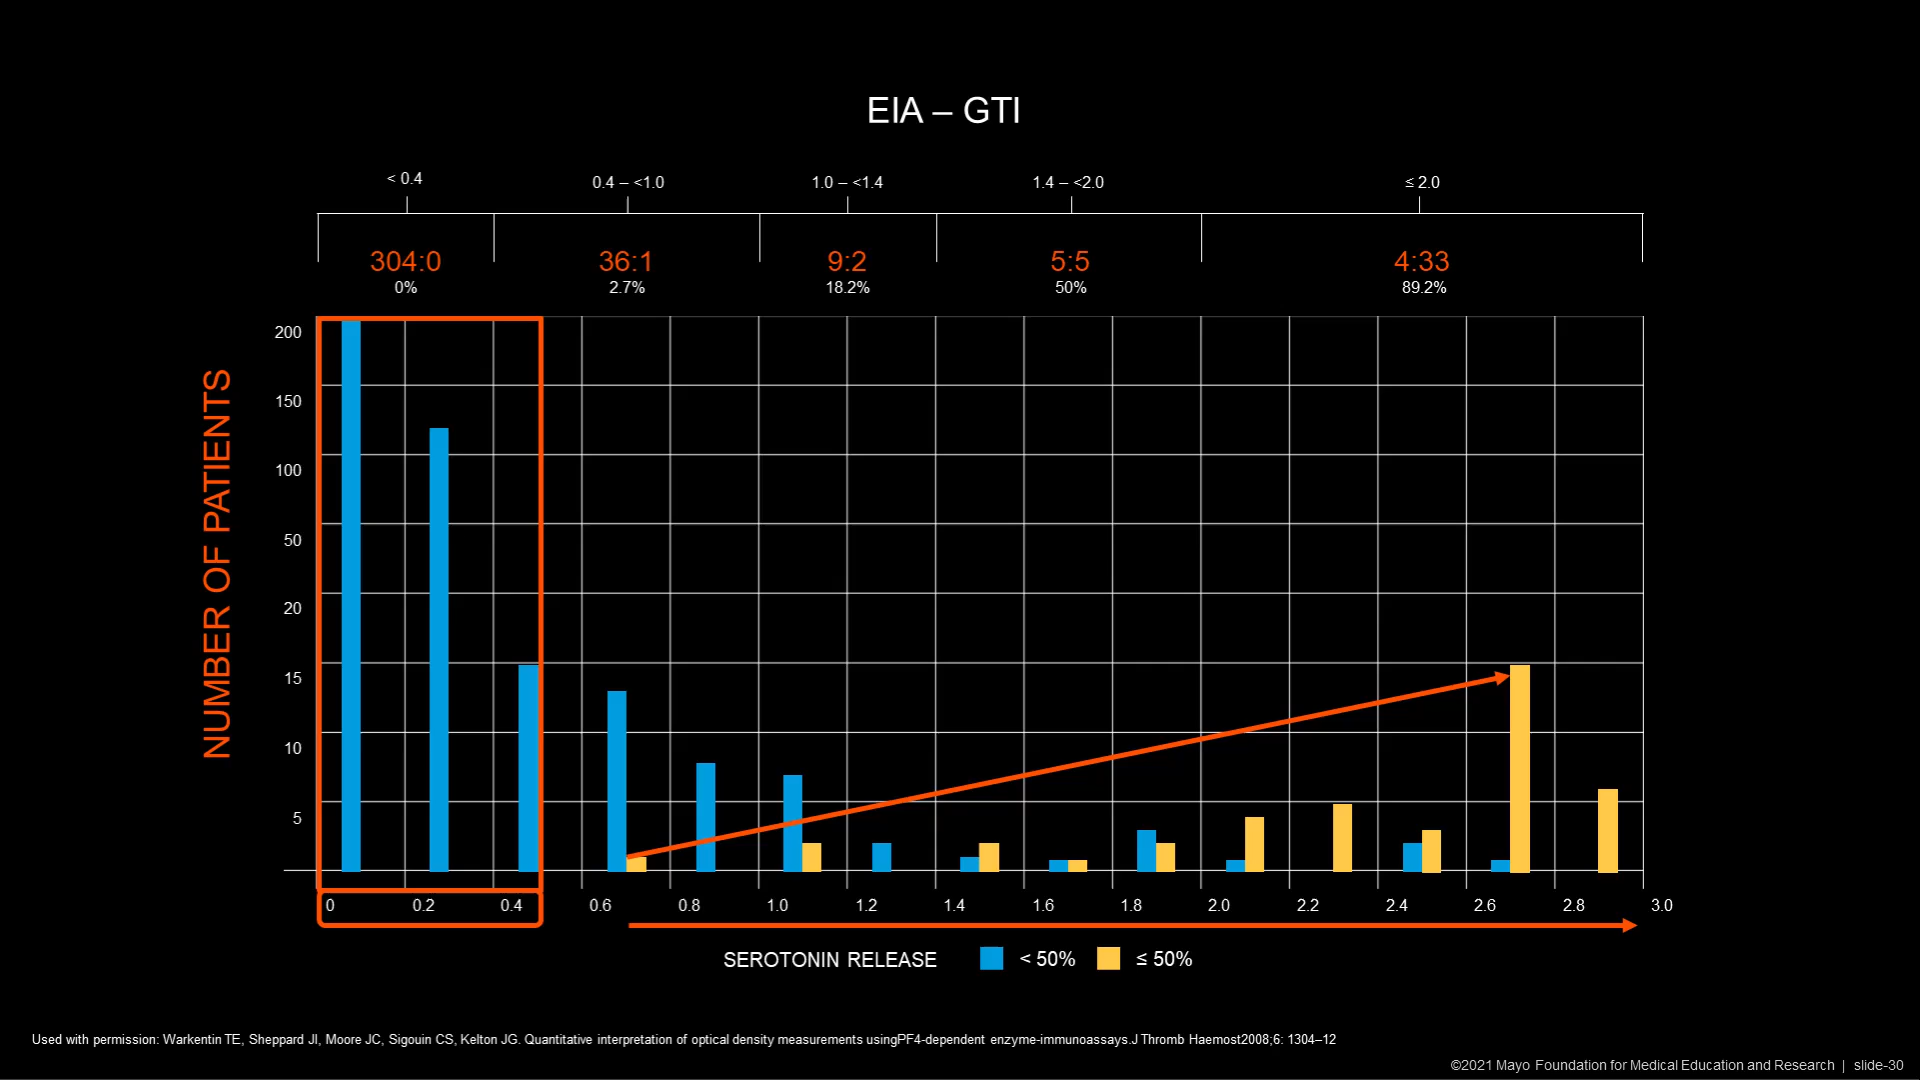 EIA – GTI
< 0.4
0.4 – <1.0
1.0 – <1.4
1.4 – <2.0
≤ 2.0
304:0
36:1
9:2
5:5
4:33
0%
2.7%
18.2%
50%
89.2%
NUMBER OF PATIENTS
200
150
100
50
20
15
10
5
0 0.2 0.4 0.6 0.8 1.0 1.2 1.4 1.6 1.8 2.0 2.2 2.4 2.6 2.8 3.0
SEROTONIN RELEASE < 50% ≤ 50%
Used with permission: Warkentin TE, Sheppard JI, Moore JC, Sigouin CS, Kelton JG. Quantitative interpretation of optical density measurements usingPF4-dependent enzyme-immunoassays.J Thromb Haemost2008;6: 1304–12
©2021 Mayo Foundation for Medical Education and Research | slide-30